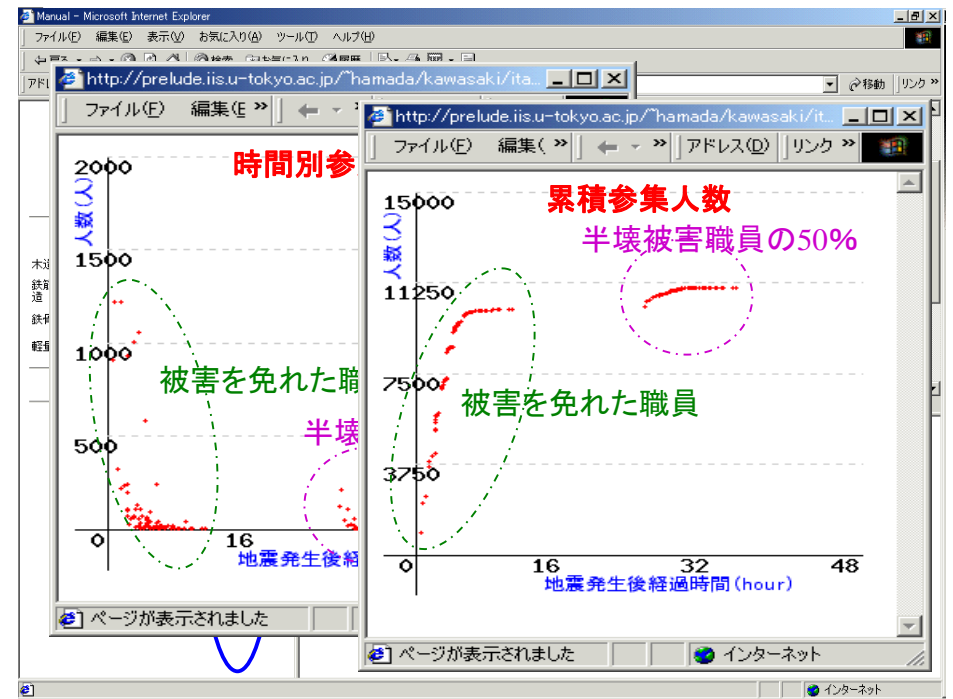 Manual - Microsoft Internet Explorer
ファイル(F) 編集(E) 表示(V) お気に入り(A) ツール(T) ヘルプ(H)
移動 リンク »
http://prelude.iis.u-tokyo.ac.jp/~hamada/kawasaki/ita...
ファイル(F) 編集(E »
時間別参
人数(人)
2000
1500
1000
500
0
16
被害を免れた職
半壊
地震発生後経
ページが表示されました
http://prelude.iis.u-tokyo.ac.jp/~hamada/kawasaki/it...
ファイル(F) 編集( » » アドレス(D) リンク »
累積参集人数
人数(人)
15000
半壊被害職員の50%
11250
7500
被害を免れた職員
3750
0
16
32
48
地震発生後経過時間(hour)
ページが表示されました
インターネット
インターネット